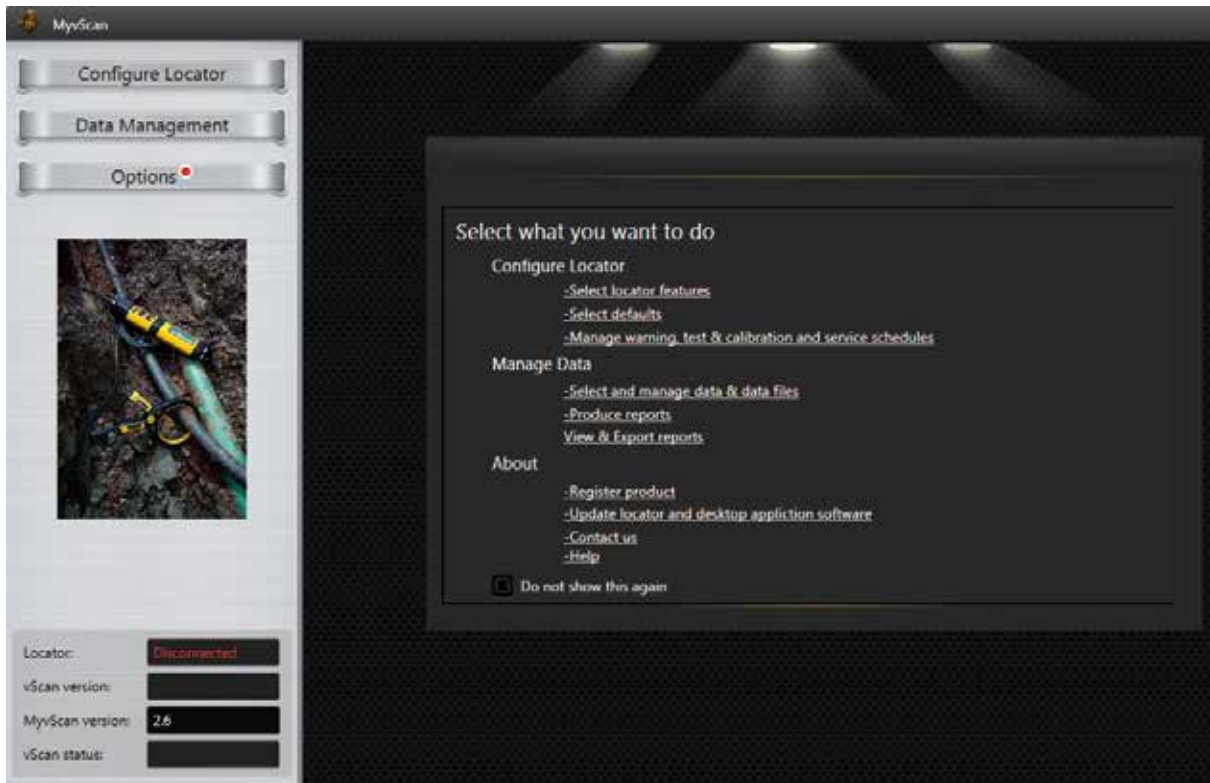 MyvScan
Configure Locator
Data Management
Options
Select what you want to do
Configure Locator
-Select locator features
-Select defaults
-Manage warning, test & calibration and service schedules
Manage Data
-Select and manage data & data files
-Produce reports
View & Export reports
About
-Register product
-Update locator and desktop appliction software
-Contact us
-Help
Do not show this again
Locator: Disconnected
vScan version:
MyvScan version: 2.6
vScan status: